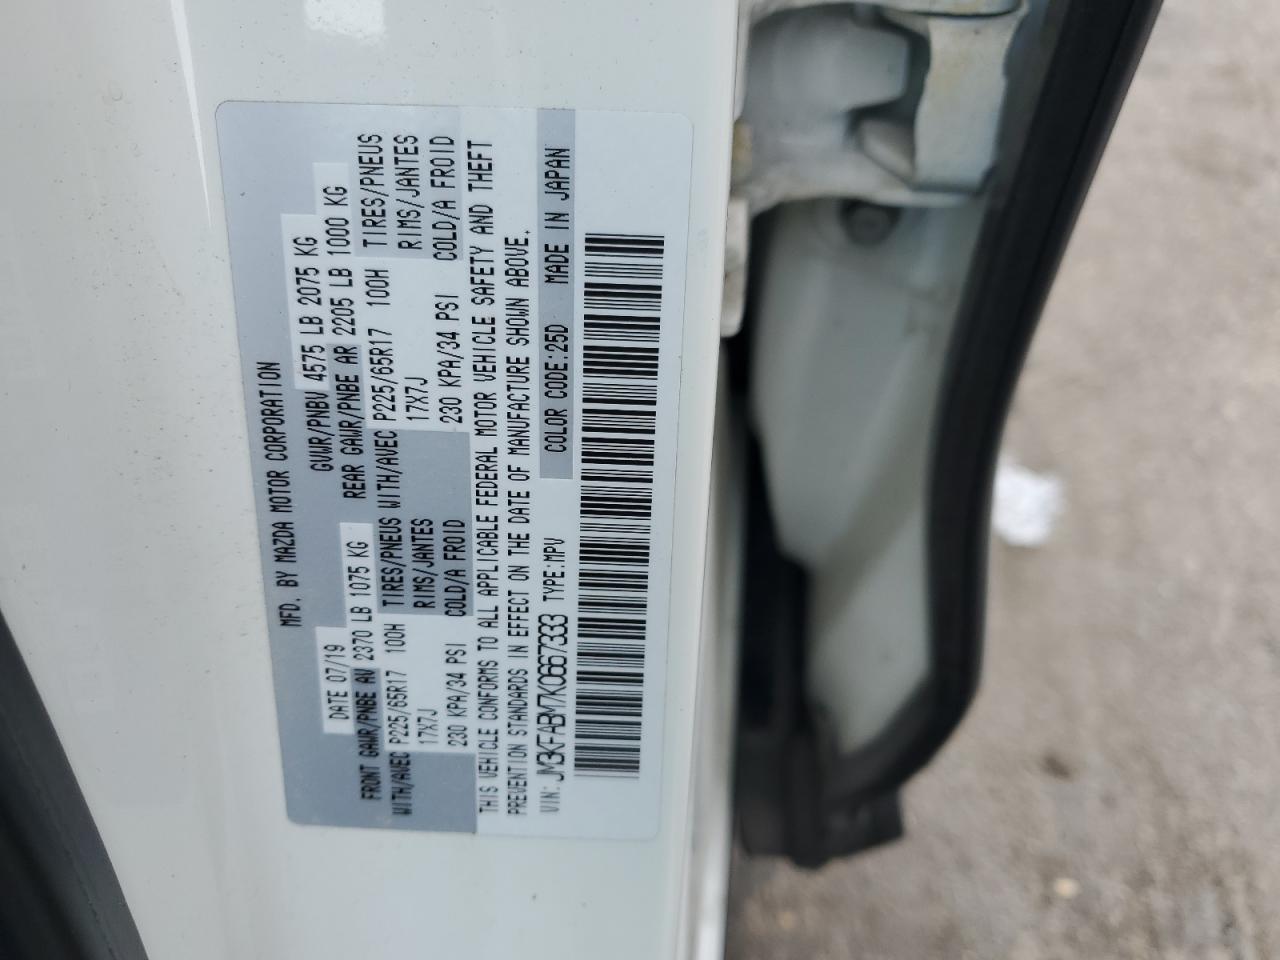 MFD. BY MAZDA MOTOR CORPORATION
DATE 07/19 GVWR/PNBV 4575 LB 2075 KG
FRONT GAWR/PNBE AV 2370 LB 1075 KG REAR GAWR/PNBE AR 2205 LB 1000 KG
WITH/AVEC P225/65R17 100H TIRES/PNEUS WITH/AVEC P225/65R17 100H TIRES/PNEUS
17X7J RIMS/JANTES 17X7J RIMS/JANTES
230 KPA/34 PSI COLD/A FROID 230 KPA/34 PSI COLD/A FROID
THIS VEHICLE CONFORMS TO ALL APPLICABLE FEDERAL MOTOR VEHICLE SAFETY AND THEFT
PREVENTION STANDARDS IN EFFECT ON THE DATE OF MANUFACTURE SHOWN ABOVE.
VIN: JM3KFABM7K0667333 TYPE:MPV COLOR CODE:25D MADE IN JAPAN